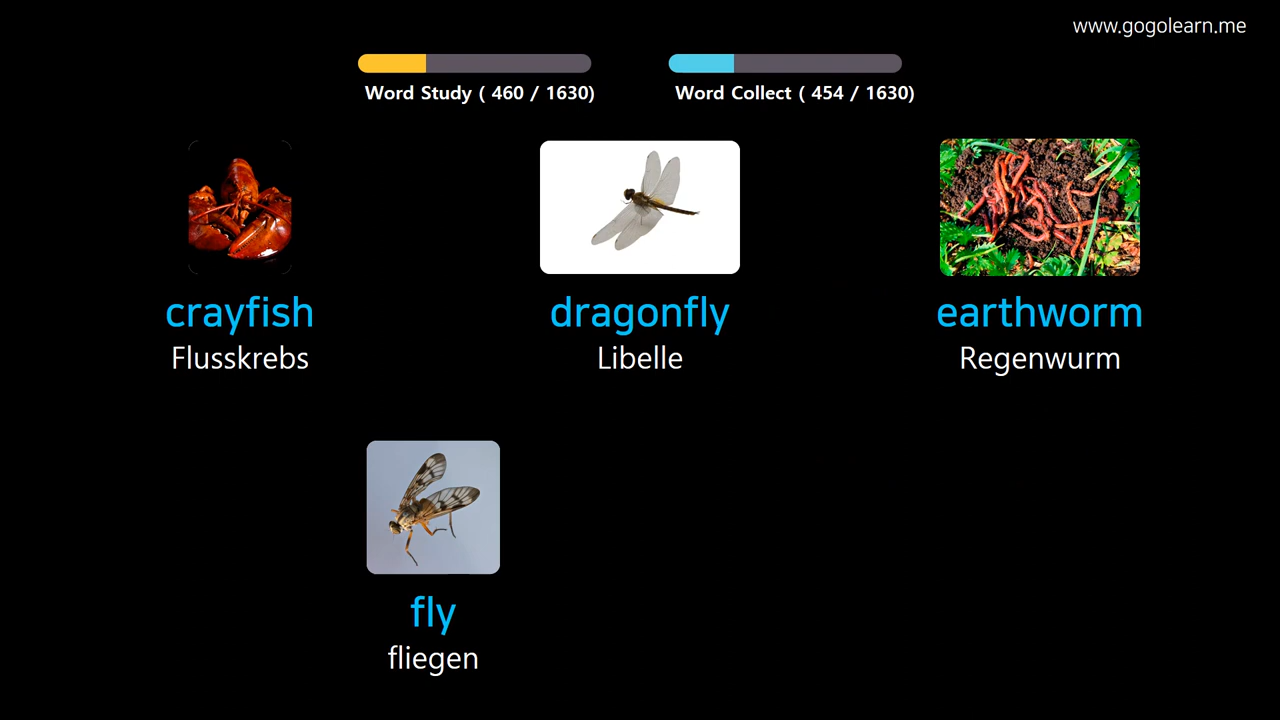 www.gogolearn.me
Word Study ( 460 / 1630)
Word Collect ( 454 / 1630)
crayfish
Flusskrebs
dragonfly
Libelle
earthworm
Regenwurm
fly
fliegen